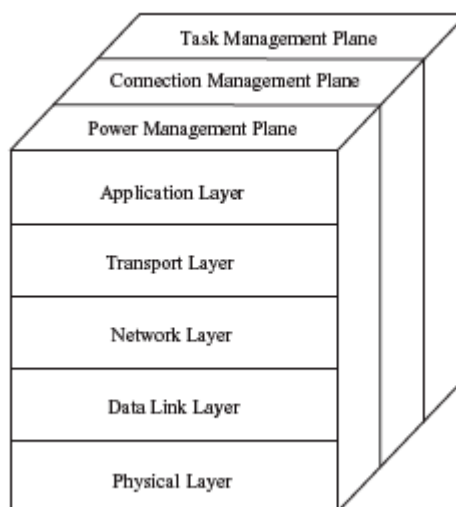 Task Management Plane
Connection Management Plane
Power Management Plane
Application Layer
Transport Layer
Network Layer
Data Link Layer
Physical Layer